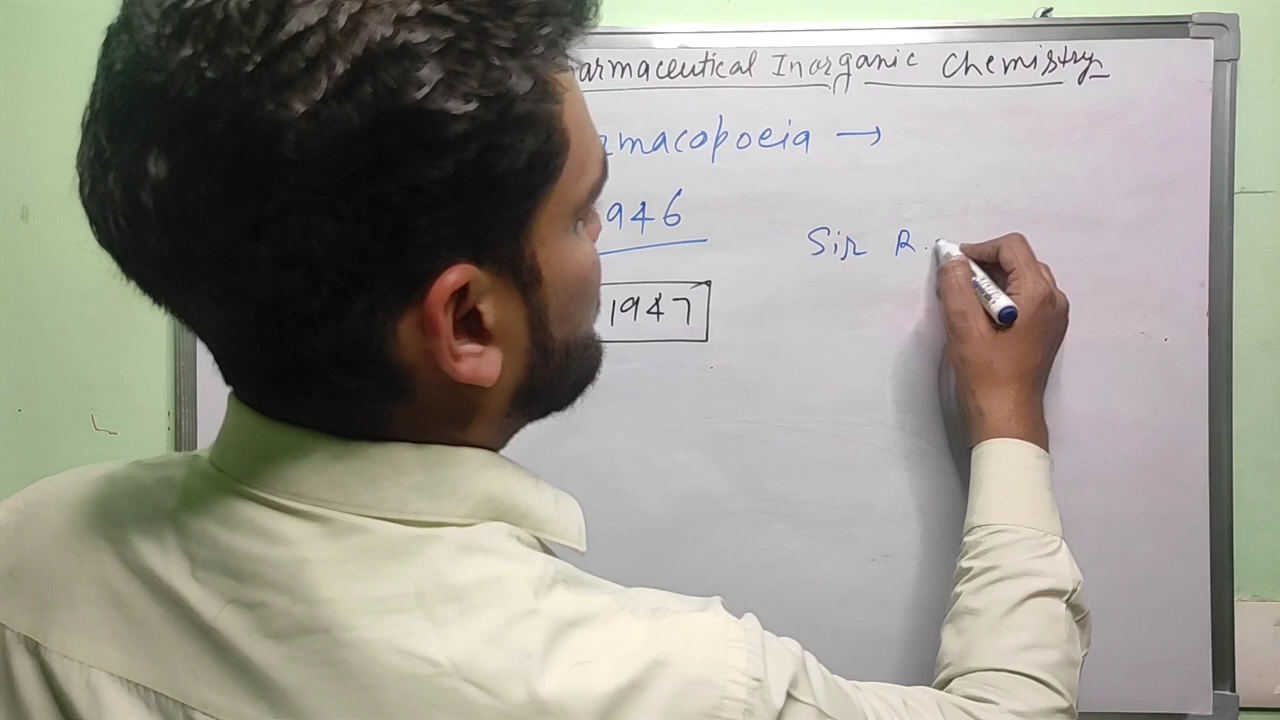 armaceutical Inorganic Chemistry
macopoeia →
946
Sir R.
1947